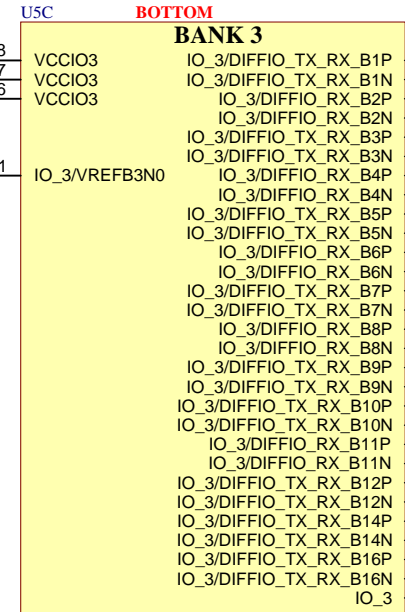 U5C BOTTOM
BANK 3
VCCIO3 IO_3/DIFFIO_TX_RX_B1P
VCCIO3 IO_3/DIFFIO_TX_RX_B1N
VCCIO3 IO_3/DIFFIO_RX_B2P
IO_3/DIFFIO_RX_B2N
IO_3/DIFFIO_TX_RX_B3P
IO_3/DIFFIO_TX_RX_B3N
IO_3/VREFB3N0 IO_3/DIFFIO_RX_B4P
IO_3/DIFFIO_RX_B4N
IO_3/DIFFIO_TX_RX_B5P
IO_3/DIFFIO_TX_RX_B5N
IO_3/DIFFIO_RX_B6P
IO_3/DIFFIO_RX_B6N
IO_3/DIFFIO_TX_RX_B7P
IO_3/DIFFIO_TX_RX_B7N
IO_3/DIFFIO_RX_B8P
IO_3/DIFFIO_RX_B8N
IO_3/DIFFIO_TX_RX_B9P
IO_3/DIFFIO_TX_RX_B9N
IO_3/DIFFIO_TX_RX_B10P
IO_3/DIFFIO_TX_RX_B10N
IO_3/DIFFIO_RX_B11P
IO_3/DIFFIO_RX_B11N
IO_3/DIFFIO_TX_RX_B12P
IO_3/DIFFIO_TX_RX_B12N
IO_3/DIFFIO_TX_RX_B14P
IO_3/DIFFIO_TX_RX_B14N
IO_3/DIFFIO_TX_RX_B16P
IO_3/DIFFIO_TX_RX_B16N
IO_3